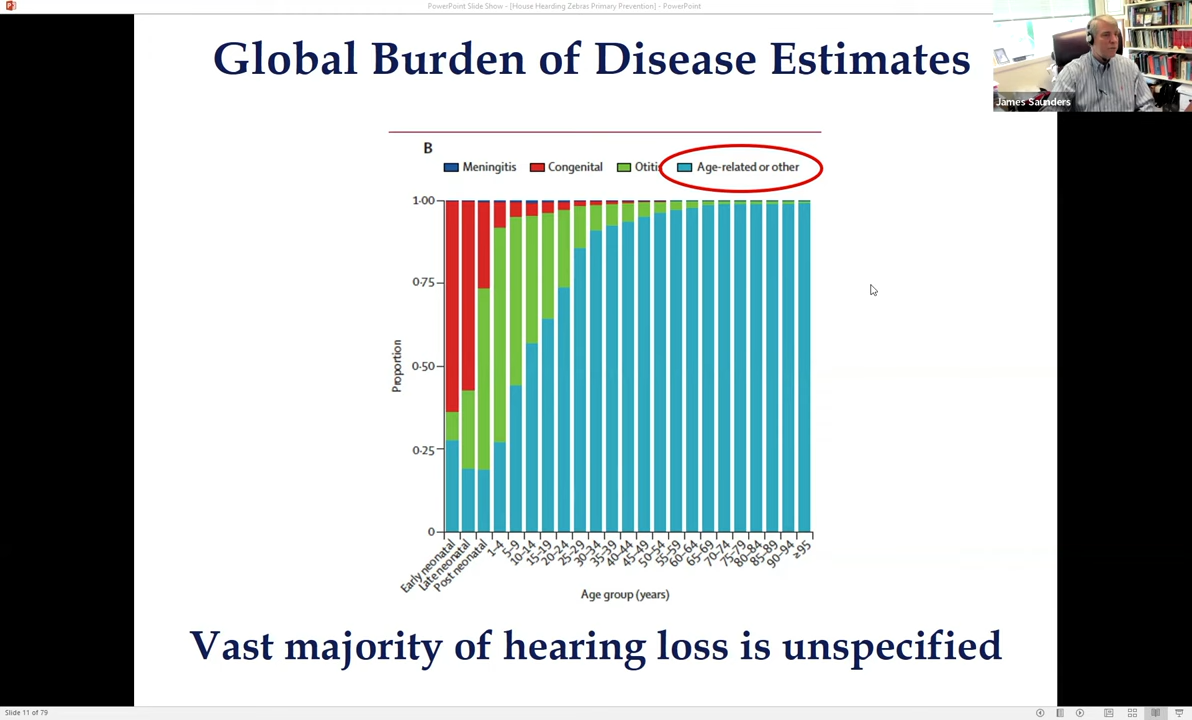 PowerPoint Slide Show - [House Hearding Zebras Primary Prevention] - PowerPoint
Global Burden of Disease Estimates
James Saunders
B
Meningitis Congenital Otitis Age-related or other
1·00
0·75
0·50
0·25
0
Proportion
Early neonatal
Late neonatal
Post neonatal
1–4
5–9
10–14
15–19
20–24
25–29
30–34
35–39
40–44
45–49
50–54
55–59
60–64
65–69
70–74
75–79
80–84
85–89
90–94
≥95
Age group (years)
Vast majority of hearing loss is unspecified
Slide 11 of 79